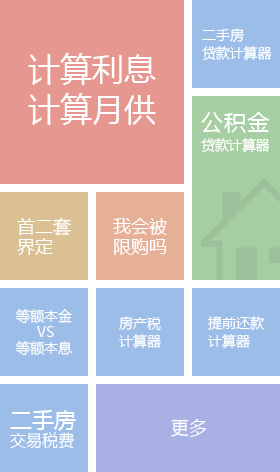 计算利息
计算月供
二手房
贷款计算器
公积金
贷款计算器
首二套
界定
我会被
限购吗
等额本金
VS
等额本息
房产税
计算器
提前还款
计算器
二手房
交易税费
更多